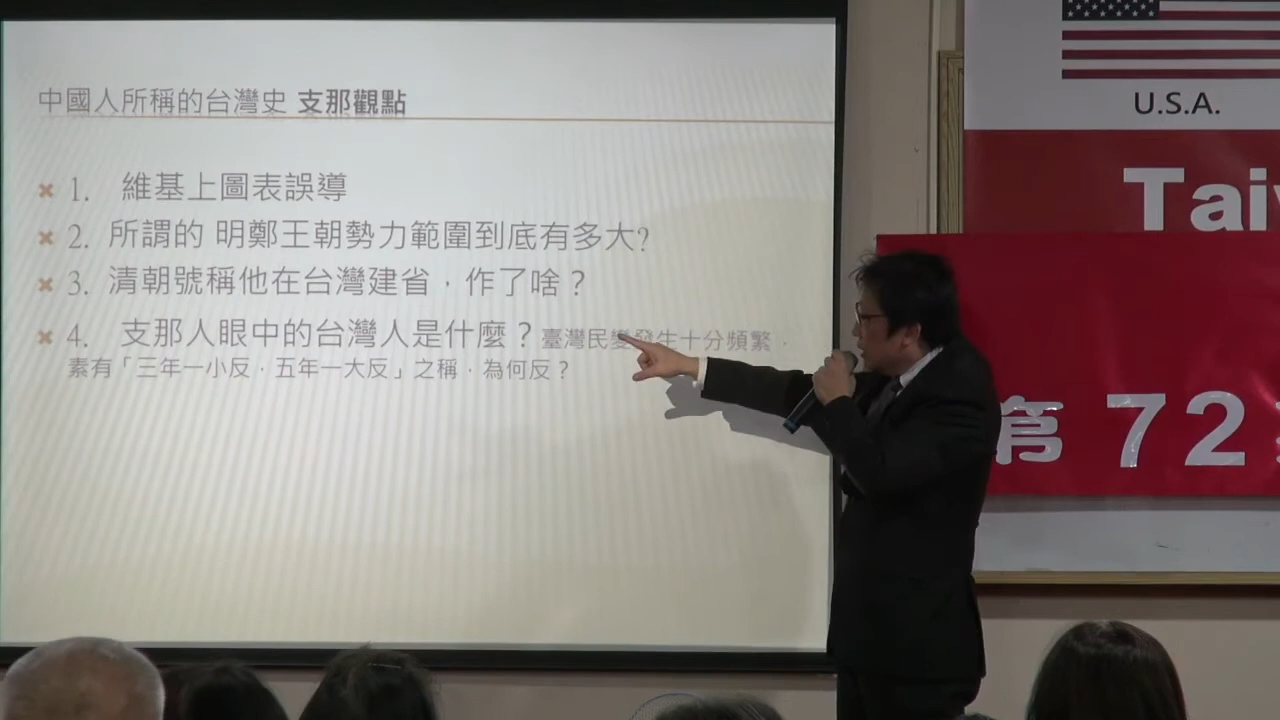 中國人所稱的台灣史 支那觀點
1. 維基上圖表誤導
2. 所謂的 明鄭王朝勢力範圍到底有多大?
3. 清朝號稱他在台灣建省，作了啥？
4. 支那人眼中的台灣人是什麼？臺灣民變發生十分頻繁，
素有「三年一小反，五年一大反」之稱，為何反？
U.S.A.
Tai
第 72